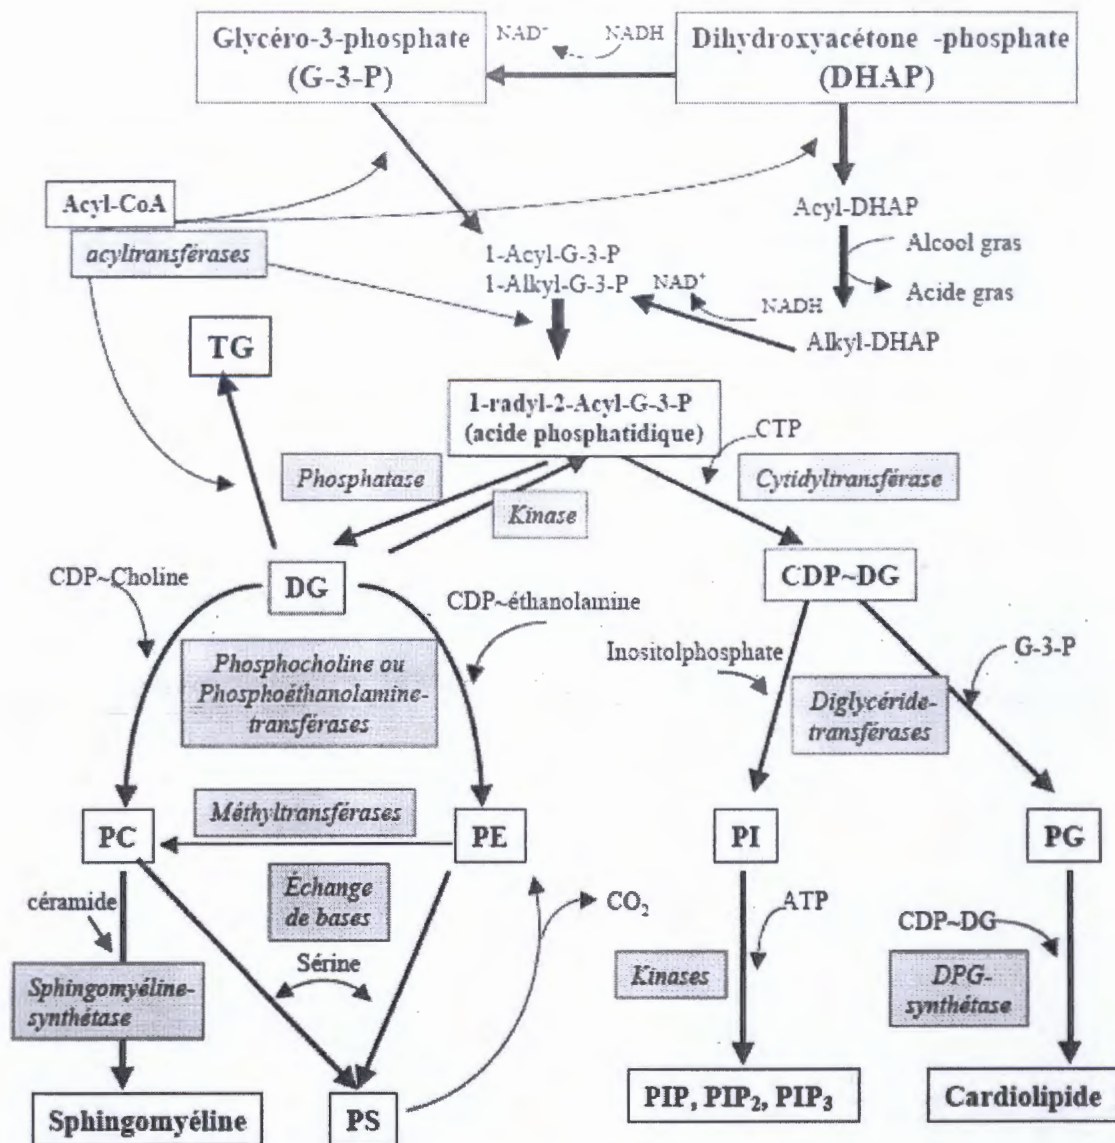 Glycéro-3-phosphate
(G-3-P)
NAD⁺
NADH
Dihydroxyacétone -phosphate
(DHAP)
Acyl-CoA
acyltransférases
Acyl-DHAP
Alcool gras
Acide gras
1-Acyl-G-3-P
1-Alkyl-G-3-P
NAD⁺
NADH
Alkyl-DHAP
TG
1-radyl-2-Acyl-G-3-P
(acide phosphatidique)
CTP
Phosphatase
Kinase
Cytidyltransférase
CDP~Choline
DG
CDP~éthanolamine
CDP~DG
Phosphocholine ou
Phosphoéthanolamine-
transférases
Inositolphosphate
G-3-P
Diglycéride-
transférases
PC
Méthyltransférases
PE
PI
PG
céramide
Échange
de bases
CO₂
ATP
CDP~DG
Sérine
Sphingomyéline-
synthétase
Kinases
DPG-
synthétase
Sphingomyéline
PS
PIP, PIP₂, PIP₃
Cardiolipide